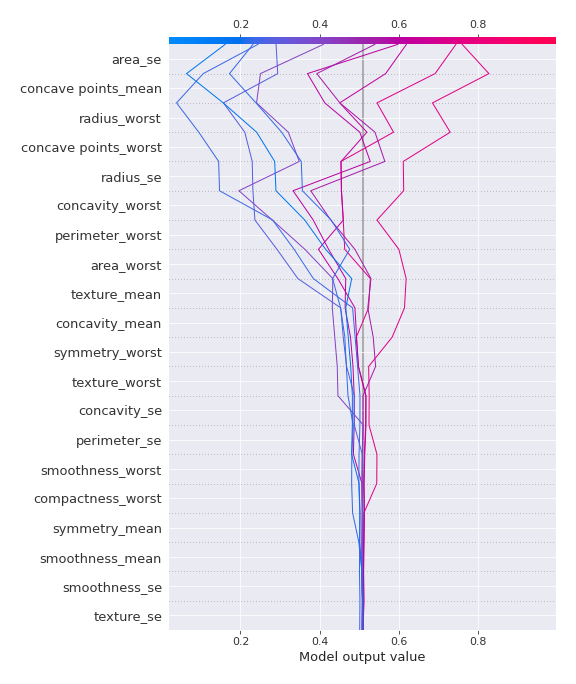 0.2 0.4 0.6 0.8
area_se
concave points_mean
radius_worst
concave points_worst
radius_se
concavity_worst
perimeter_worst
area_worst
texture_mean
concavity_mean
symmetry_worst
texture_worst
concavity_se
perimeter_se
smoothness_worst
compactness_worst
symmetry_mean
smoothness_mean
smoothness_se
texture_se
0.2 0.4 0.6 0.8
Model output value